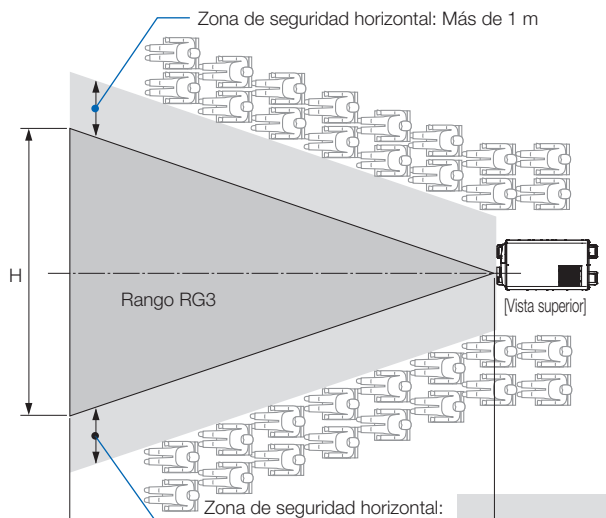 Zona de seguridad horizontal: Más de 1 m
H
Rango RG3
[Vista superior]
Zona de seguridad horizontal: